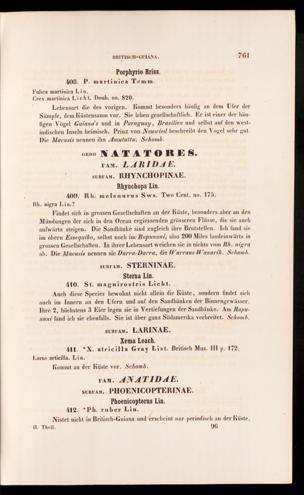 BRITISCH-GUIANA. 761
Porphyrio Briss.
408. P. martinica Temm.
Fulica martinica Lin.
Crex martinica Licht. Doub. no. 820.
Lebensart die des vorigen. Kommt besonders häufig an dem Ufer der
Sümpfe, dem Küstensaum vor. Sie leben gesellschaftlich. Er ist einer der häu-
figen Vögel Guiana's und in Paraguay, Brasilien und selbst auf den west-
indischen Inseln heimisch. Prinz von Neuwied beschreibt den Vogel sehr gut.
Die Macusis nennen ihn Schomb.
ORDO NATATORES.
FAM. LARIDAE.
SUBFAM. RHYNCHOPINAE.
Rhynchops Lin.
409. Rh. melanurus Sws. Two Cent. no. 175.
Rh. nigra Lin.?
Findet sich in grossen Gesellschaften an der Küste, besonders aber an den
Mündungen der sich in den Ocean ergiessenden grösseren Flüsse, die sie auch
aufwärts steigen. Die Sandbänke sind zugleich ihre Brutstellen. Ich fand sie
im obern Essequibo, selbst noch im Rupununi, also 200 Miles landeinwärts in
grossen Gesellschaften. In ihrer Lebensart weichen sie nichts vom Rh. nigra
ab. Die Macusis nennen sie Darra-Darra, die Warraus Schomb.
SUBFAM. STERNINAE.
Sterna Lin.
410. St. magnirostris Licht.
Auch diese Species bewohnt nicht allein die Küste, sondern findet sich
auch im Innern an den Ufern und auf den Sandbänken der Binnengewässer.
Ihre 2, höchstens 3 Eier legen sie in Vertiefungen der Sandbänke. Am Rupu-
nuni fand ich sie ebenfalls. Sie ist über ganz Südamerika verbreitet. Schomb.
SUBFAM. LARINAE.
Xema Leach.
411. *X. atricilla Gray List. British Mus. III p. 172.
Larus atricilla. Lin.
Kommt an der Küste vor. Schomb.
FAM. ANATIDAE.
SUBFAM. PHOENICOPTERINAE.
Phoenicopterus Lin.
412. *Ph. ruber Lin.
Nistet nicht in Britisch-Guiana und erscheint nur periodisch an der Küste,
II. Theil. 96